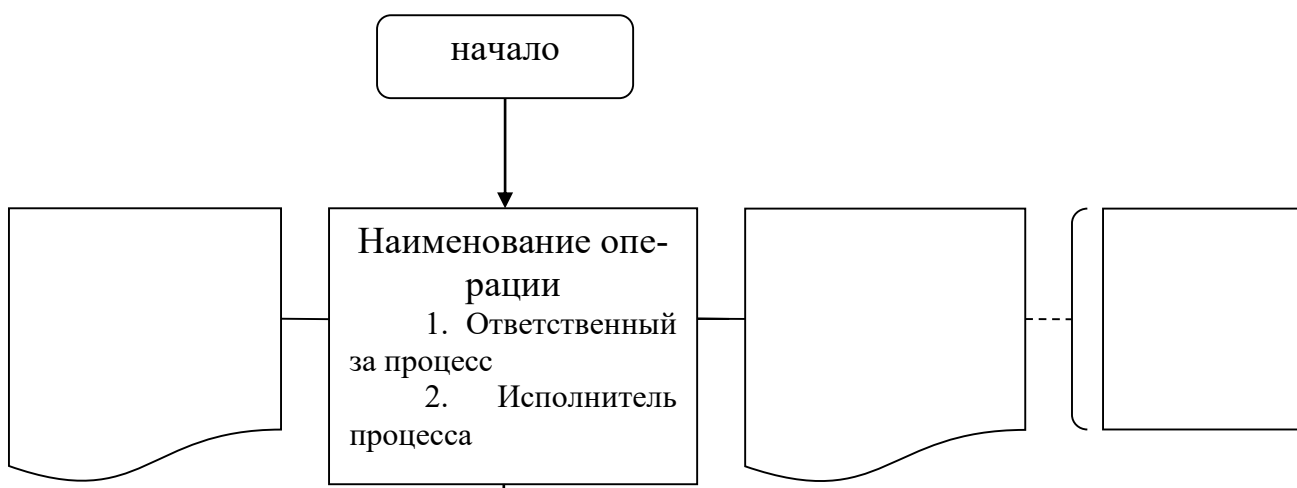 начало
Наименование опе-
рации
1. Ответственный
за процесс
2. Исполнитель
процесса